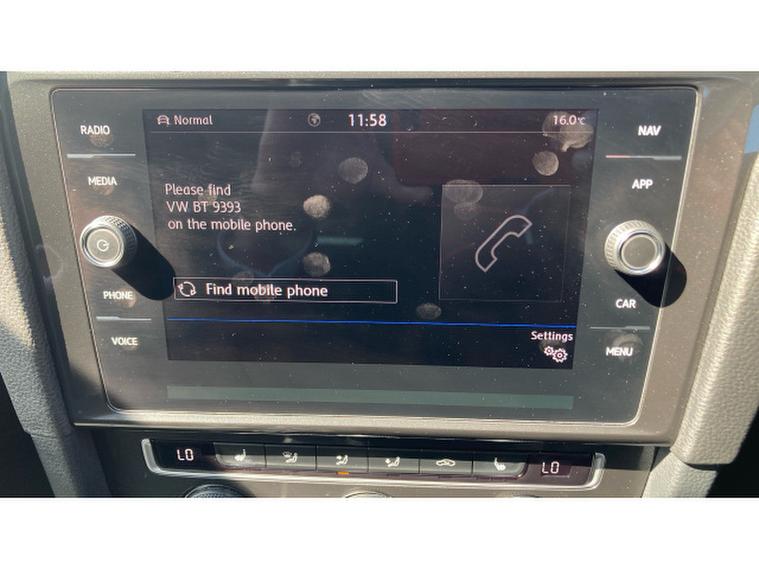 RADIO
MEDIA
PHONE
VOICE
Normal 11:58 16.0°C
Please find
VW BT 9393
on the mobile phone.
Find mobile phone
Settings
NAV
APP
CAR
MENU
LO LO